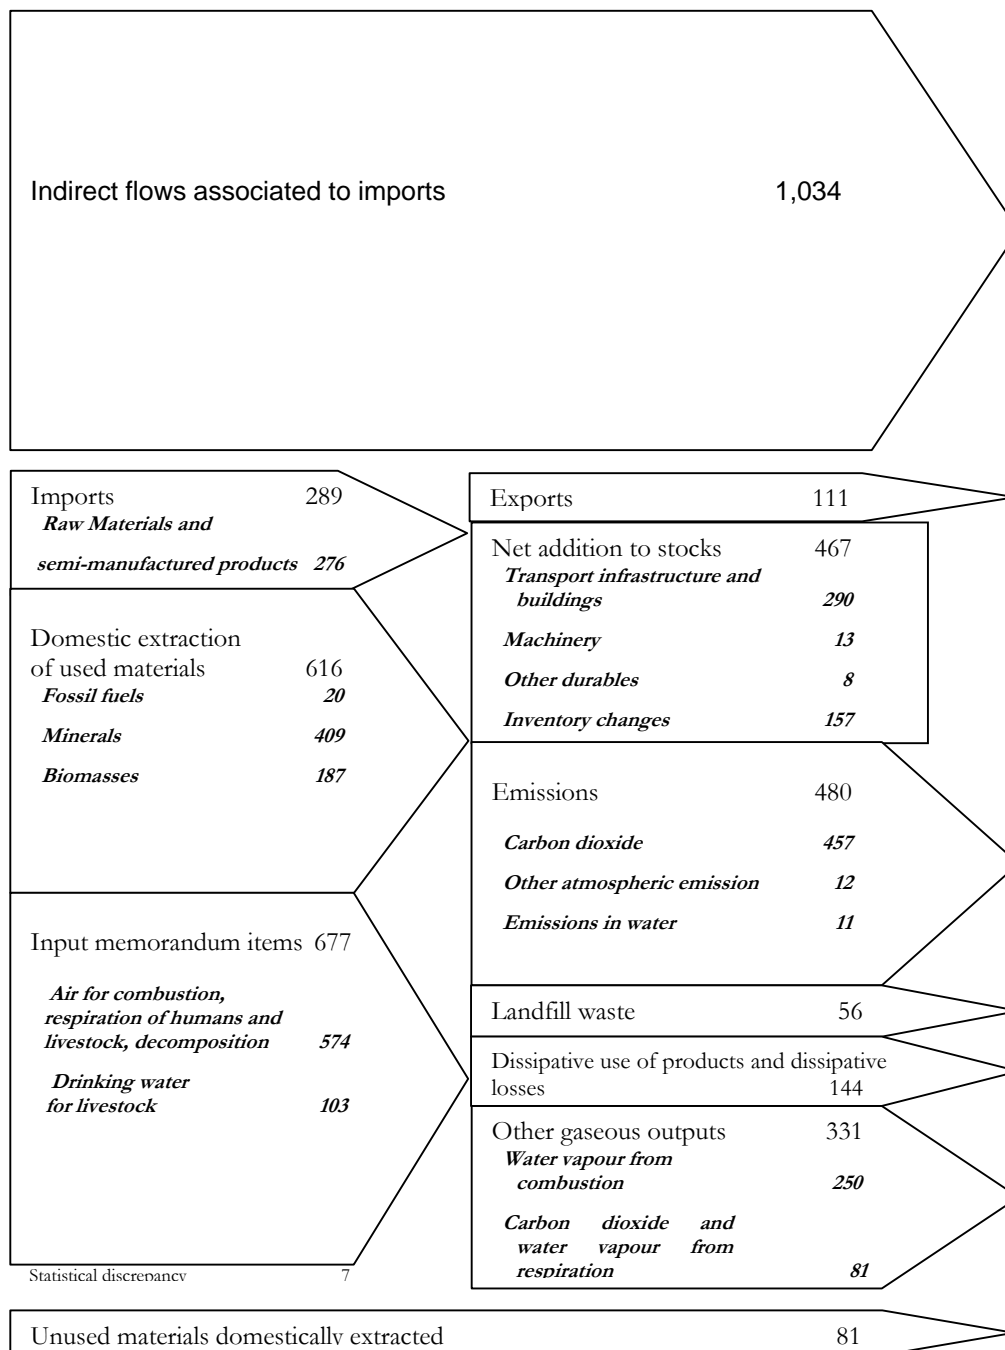 Indirect flows associated to imports 1,034
Imports 289
Raw Materials and
semi-manufactured products 276
Domestic extraction
of used materials 616
Fossil fuels 20
Minerals 409
Biomasses 187
Input memorandum items 677
Air for combustion,
respiration of humans and
livestock, decomposition 574
Drinking water
for livestock 103
Statistical discrepancy 7
Exports 111
Net addition to stocks 467
Transport infrastructure and
buildings 290
Machinery 13
Other durables 8
Inventory changes 157
Emissions 480
Carbon dioxide 457
Other atmospheric emission 12
Emissions in water 11
Landfill waste 56
Dissipative use of products and dissipative
losses 144
Other gaseous outputs 331
Water vapour from
combustion 250
Carbon dioxide and
water vapour from
respiration 81
Unused materials domestically extracted 81